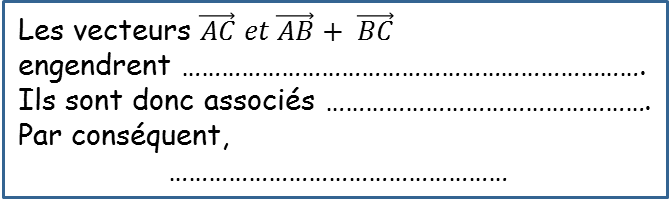 Les vecteurs $\overrightarrow{AC}$ et $\overrightarrow{AB}$ + $\overrightarrow{BC}$
engendrent ……………………………………………………………….
Ils sont donc associés ………………………………………….
Par conséquent,
……………………………………………